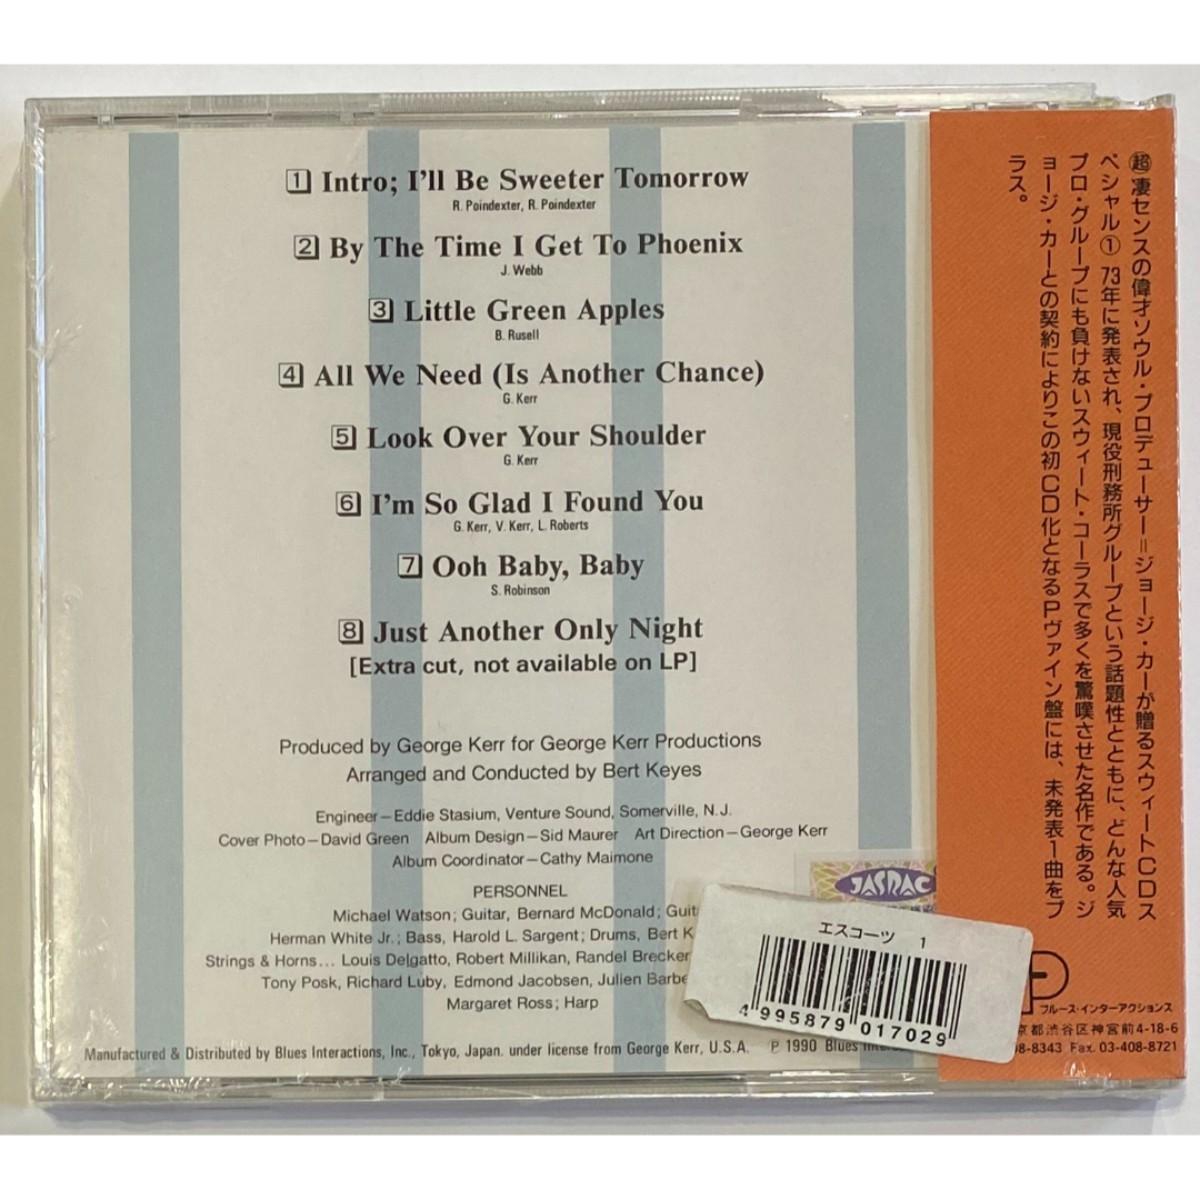 1 Intro; I'll Be Sweeter Tomorrow
R. Poindexter, R. Poindexter
2 By The Time I Get To Phoenix
J. Webb
3 Little Green Apples
B. Rusell
4 All We Need (Is Another Chance)
G. Kerr
5 Look Over Your Shoulder
G. Kerr
6 I'm So Glad I Found You
G. Kerr, V. Kerr, L. Roberts
7 Ooh Baby, Baby
S. Robinson
8 Just Another Only Night
[Extra cut, not available on LP]
Produced by George Kerr for George Kerr Productions
Arranged and Conducted by Bert Keyes
Engineer—Eddie Stasium, Venture Sound, Somerville, N.J.
Cover Photo—David Green Album Design—Sid Maurer Art Direction—George Kerr
Album Coordinator—Cathy Maimone
PERSONNEL
Michael Watson; Guitar, Bernard McDonald; Guit
Herman White Jr.; Bass, Harold L. Sargent; Drums, Bert K
Strings & Horns... Louis Delgatto, Robert Millikan, Randel Brecker
Tony Posk, Richard Luby, Edmond Jacobsen, Julien Barbe
Margaret Ross; Harp
Manufactured & Distributed by Blues Interactions, Inc., Tokyo, Japan. under license from George Kerr, U.S.A. ℗ 1990 Blues
JASRAC
エスコーツ 1
4 995879 017029
㊣超凄センスの偉才ソウル・プロデューサー=ジョージ・カーが贈るスウィートCDス
ペシャル① 73年に発表され、現役刑務所グループという話題性とともに、どんな人気
プロ・グループにも負けないスウィート・コーラスで多くを驚嘆させた名作である。ジ
ョージ・カーとの契約によりこの初CD化となるPヴァイン盤には、未発表1曲をプ
ラス。
ブルース・インターアクションズ
京都渋谷区神宮前4-18-6
08-8343 Fax. 03-408-8721